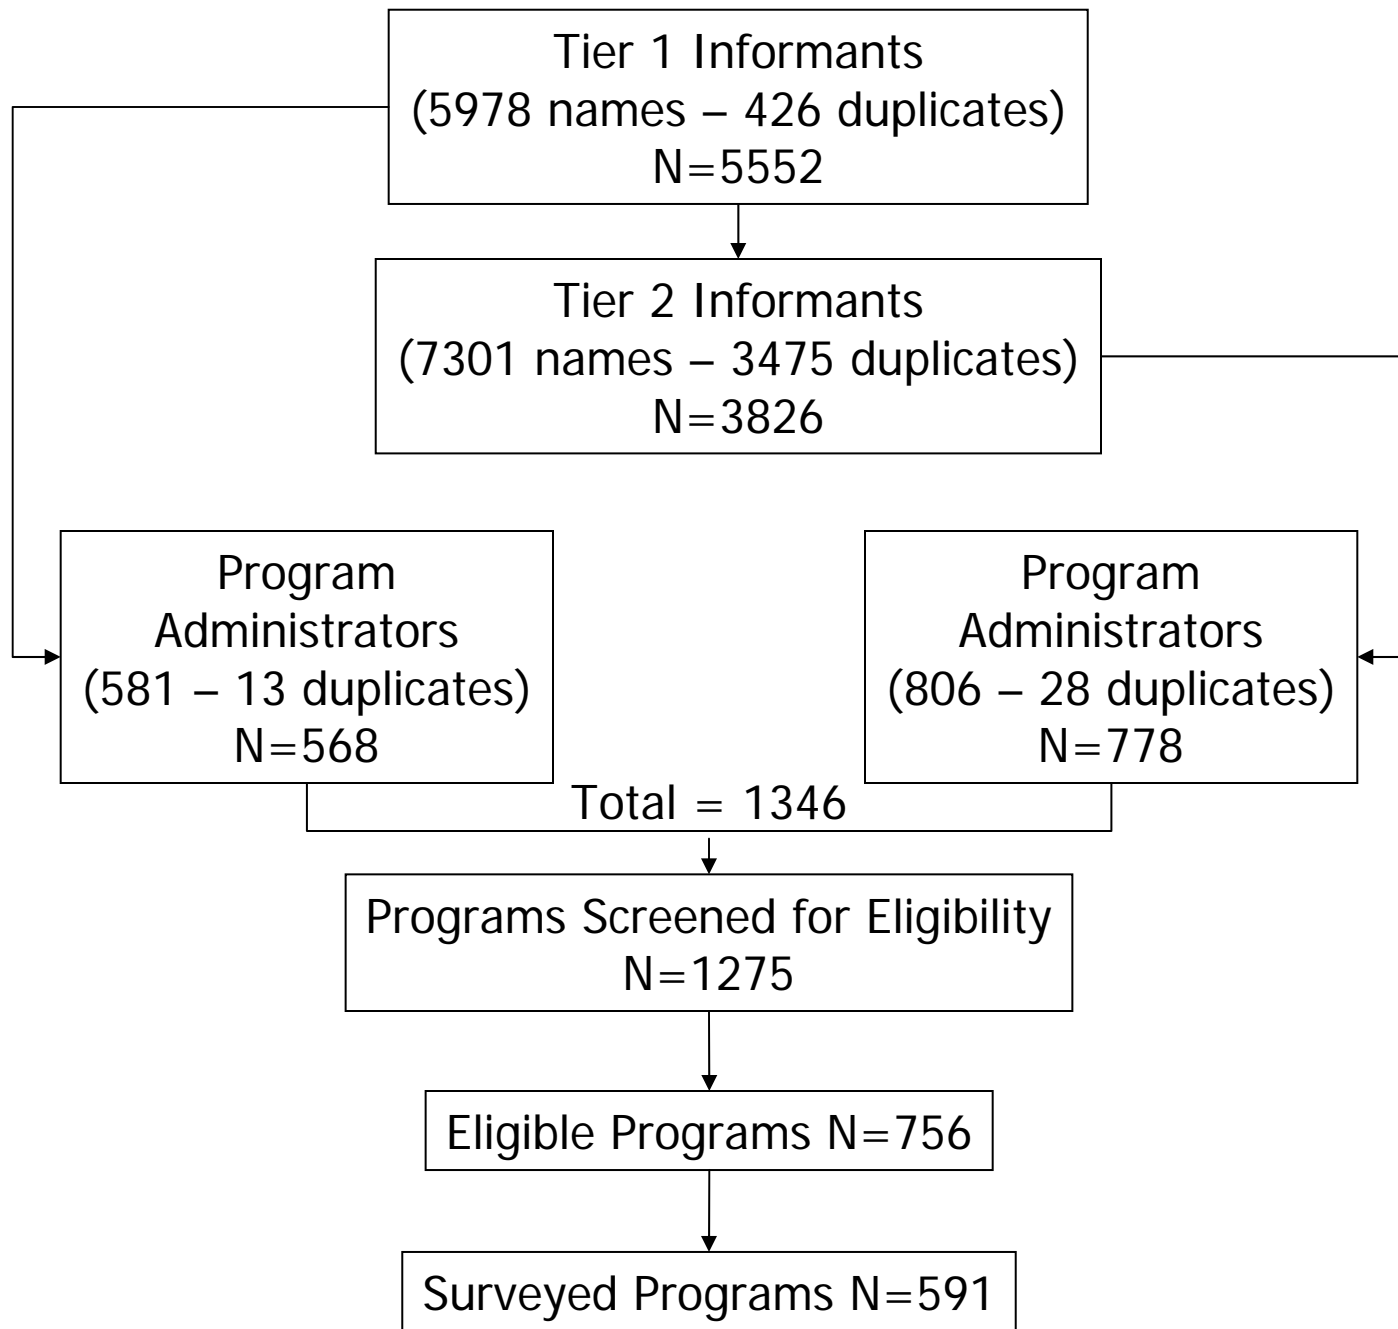 Tier 1 Informants
(5978 names – 426 duplicates)
N=5552
Tier 2 Informants
(7301 names – 3475 duplicates)
N=3826
Program
Administrators
(581 – 13 duplicates)
N=568
Program
Administrators
(806 – 28 duplicates)
N=778
Total = 1346
Programs Screened for Eligibility
N=1275
Eligible Programs N=756
Surveyed Programs N=591